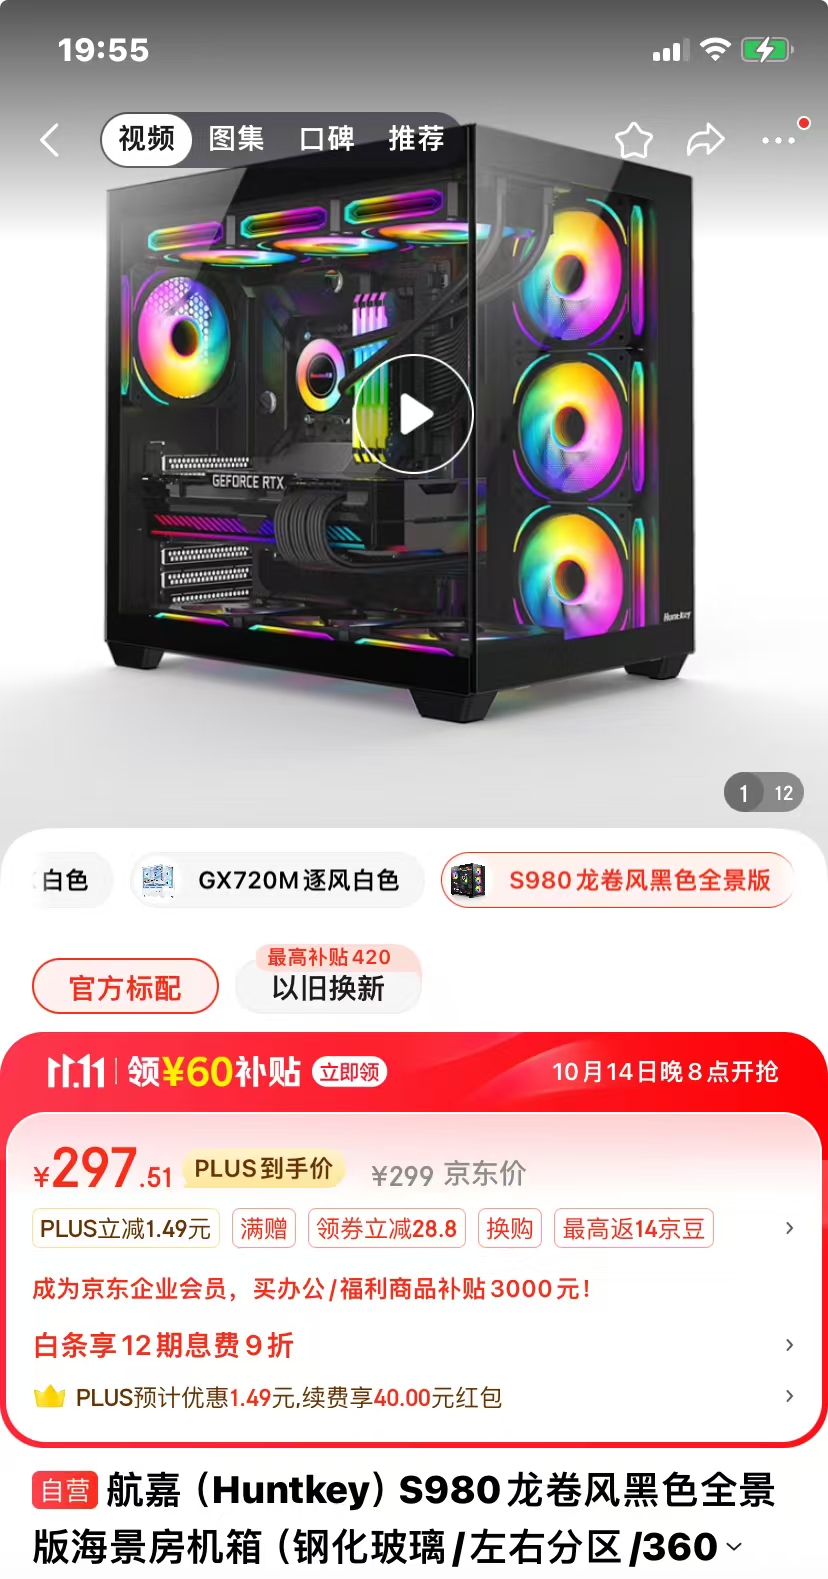 19:55
视频 图集 口碑 推荐
GEFORCE RTX
Huntkey
1 12
白色 GX720M逐风白色 S980龙卷风黑色全景版
最高补贴420
官方标配 以旧换新
11.11 领¥60补贴 立即领 10月14日晚8点开抢
¥297.51 PLUS到手价 ¥299 京东价
PLUS立减1.49元 满赠 领券立减28.8 换购 最高返14京豆
成为京东企业会员，买办公/福利商品补贴3000元！
白条享12期息费9折
PLUS预计优惠1.49元,续费享40.00元红包
自营 航嘉（Huntkey）S980龙卷风黑色全景
版海景房机箱（钢化玻璃/左右分区/360